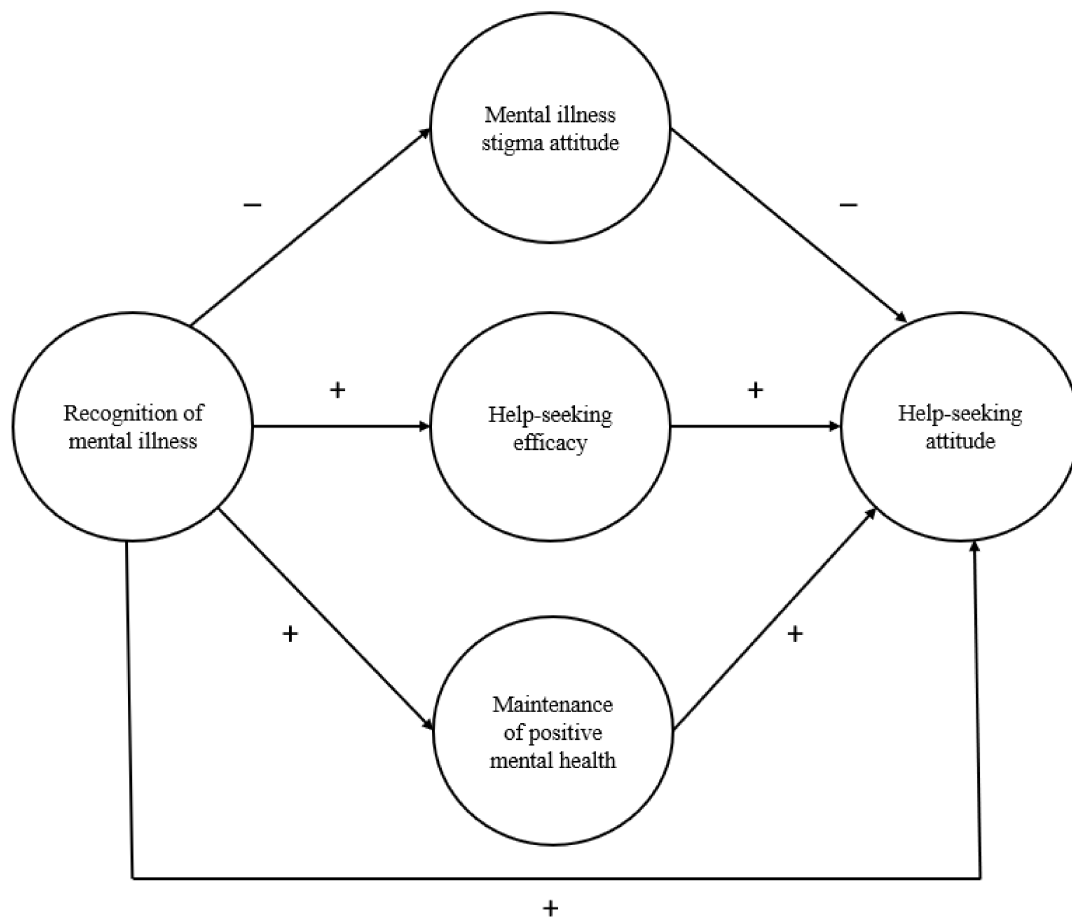 Mental illness
stigma attitude
−
−
Recognition of
mental illness
+
Help-seeking
efficacy
+
Help-seeking
attitude
+
+
Maintenance
of positive
mental health
+